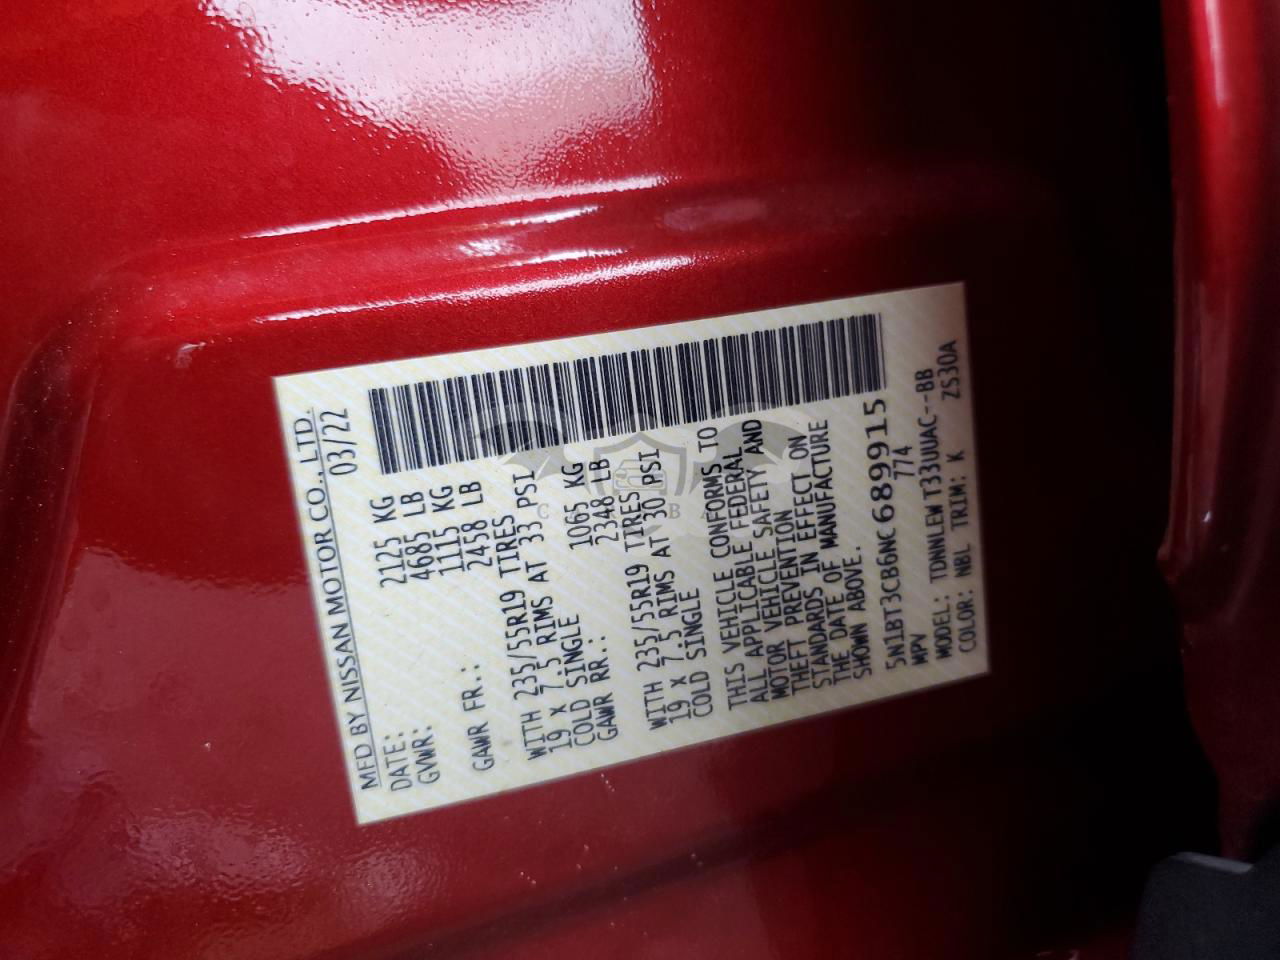 MFD BY NISSAN MOTOR CO., LTD.
DATE: 03/22
GVWR: 2125 KG
4685 LB
GAWR FR.: 1115 KG
2458 LB
WITH 235/55R19 TIRES
19 x 7.5 RIMS AT 33 PSI
COLD SINGLE
GAWR RR.: 1065 KG
2348 LB
WITH 235/55R19 TIRES
19 x 7.5 RIMS AT 30 PSI
COLD SINGLE
THIS VEHICLE CONFORMS TO
ALL APPLICABLE FEDERAL
MOTOR VEHICLE SAFETY AND
THEFT PREVENTION
STANDARDS IN EFFECT ON
THE DATE OF MANUFACTURE
SHOWN ABOVE.
5N1BT3CB6NC689915
MPV 774
MODEL: TDNNLEW T33UUAC--BB
COLOR: NBL TRIM: K ZS30A